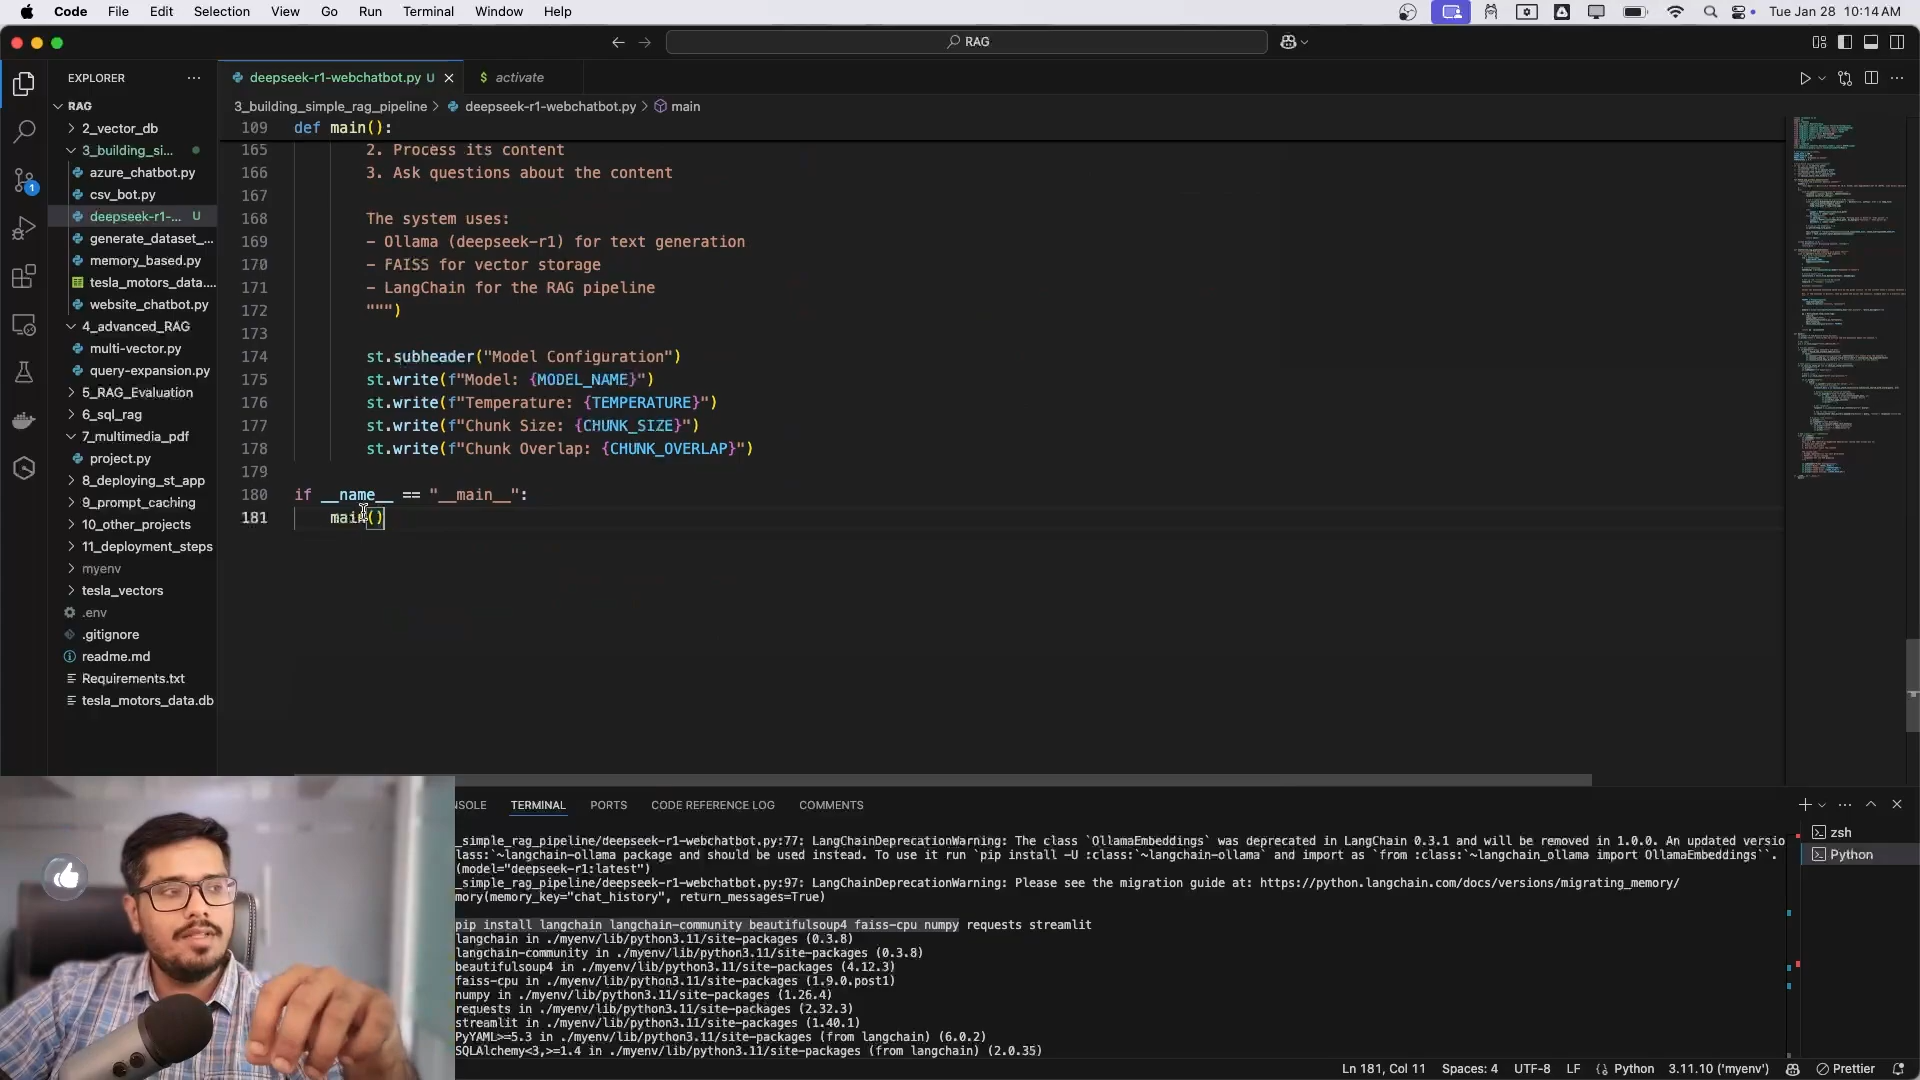 Code File Edit Selection View Go Run Terminal Window Help Tue Jan 28 10:14 AM
RAG
EXPLORER
deepseek-r1-webchatbot.py U
activate
RAG
3_building_simple_rag_pipeline > deepseek-r1-webchatbot.py > main
2_vector_db
3_building_si...
azure_chatbot.py
csv_bot.py
deepseek-r1-... U
generate_dataset_...
memory_based.py
tesla_motors_data....
website_chatbot.py
4_advanced_RAG
multi-vector.py
query-expansion.py
5_RAG_Evaluation
6_sql_rag
7_multimedia_pdf
project.py
8_deploying_st_app
9_prompt_caching
10_other_projects
11_deployment_steps
myenv
tesla_vectors
.env
.gitignore
readme.md
Requirements.txt
tesla_motors_data.db
1
109 def main():
165 2. Process its content
166 3. Ask questions about the content
167
168 The system uses:
169 - Ollama (deepseek-r1) for text generation
170 - FAISS for vector storage
171 - LangChain for the RAG pipeline
172 """)
173
174 st.subheader("Model Configuration")
175 st.write(f"Model: {MODEL_NAME}")
176 st.write(f"Temperature: {TEMPERATURE}")
177 st.write(f"Chunk Size: {CHUNK_SIZE}")
178 st.write(f"Chunk Overlap: {CHUNK_OVERLAP}")
179
180 if __name__ == "__main__":
181 main()
NSOLE TERMINAL PORTS CODE REFERENCE LOG COMMENTS
zsh
Python
_simple_rag_pipeline/deepseek-r1-webchatbot.py:77: LangChainDeprecationWarning: The class `OllamaEmbeddings` was deprecated in LangChain 0.3.1 and will be removed in 1.0.0. An updated versio
lass:`~langchain-ollama package and should be used instead. To use it run `pip install -U :class:`~langchain-ollama` and import as `from :class:`~langchain_ollama import OllamaEmbeddings``.
(model="deepseek-r1:latest")
_simple_rag_pipeline/deepseek-r1-webchatbot.py:97: LangChainDeprecationWarning: Please see the migration guide at: https://python.langchain.com/docs/versions/migrating_memory/
mory(memory_key="chat_history", return_messages=True)
pip install langchain langchain-community beautifulsoup4 faiss-cpu numpy requests streamlit
langchain in ./myenv/lib/python3.11/site-packages (0.3.8)
langchain-community in ./myenv/lib/python3.11/site-packages (0.3.8)
beautifulsoup4 in ./myenv/lib/python3.11/site-packages (4.12.3)
faiss-cpu in ./myenv/lib/python3.11/site-packages (1.9.0.post1)
numpy in ./myenv/lib/python3.11/site-packages (1.26.4)
requests in ./myenv/lib/python3.11/site-packages (2.32.3)
streamlit in ./myenv/lib/python3.11/site-packages (1.40.1)
PyYAML>=5.3 in ./myenv/lib/python3.11/site-packages (from langchain) (6.0.2)
SQLAlchemy<3,>=1.4 in ./myenv/lib/python3.11/site-packages (from langchain) (2.0.35)
Ln 181, Col 11 Spaces: 4 UTF-8 LF Python 3.11.10 ('myenv') Prettier